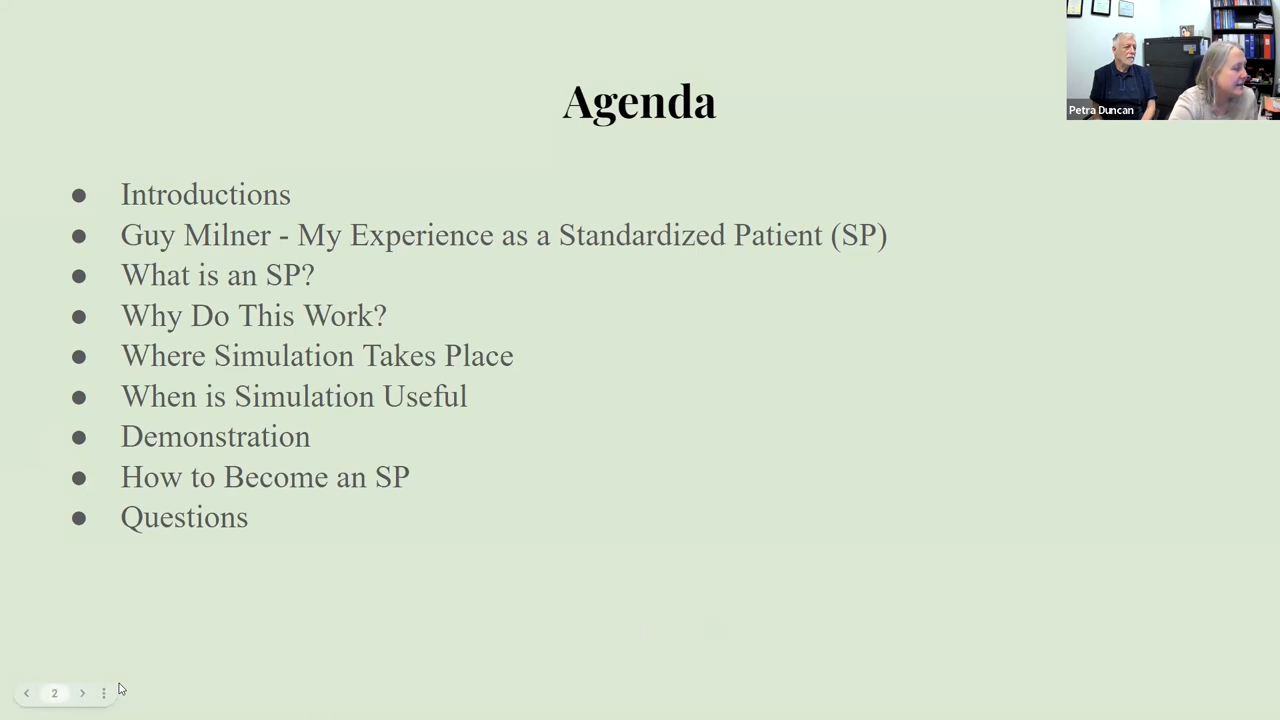 Agenda
Petra Duncan
● Introductions
● Guy Milner - My Experience as a Standardized Patient (SP)
● What is an SP?
● Why Do This Work?
● Where Simulation Takes Place
● When is Simulation Useful
● Demonstration
● How to Become an SP
● Questions
2